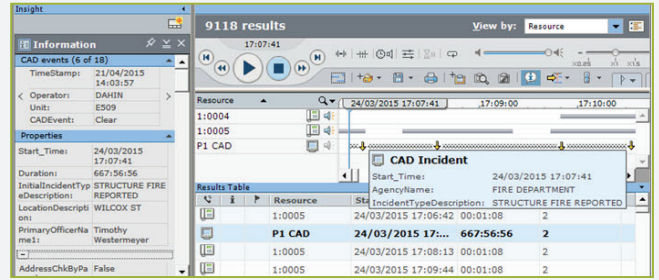 Insight
Information
CAD events (6 of 18)
TimeStamp: 21/04/2015 14:03:57
Operator: DAHIN
Unit: E509
CADEvent: Clear
Properties
Start_Time: 24/03/2015 17:07:41
Duration: 667:56:56
InitialIncidentTyp eDescription: STRUCTURE FIRE REPORTED
LocationDescripti on: WILCOX ST
PrimaryOfficerNa me1: Timothy Westermeyer
AddressChkByPa False
9118 results
View by: Resource
17:07:41
x1
Resource
24/03/2015 17:07:41 17:09:00 17:10:00
1:0004
1:0005
P1 CAD
CAD Incident
Start_Time: 24/03/2015 17:07:41
AgencyName: FIRE DEPARTMENT
IncidentTypeDescription: STRUCTURE FIRE REPORTED
Results Table
Resource Sta
1:0005 24/03/2015 17:06:42 00:01:08 2
P1 CAD 24/03/2015 17:... 667:56:56 2
1:0005 24/03/2015 17:08:13 00:01:08 2
1:0005 24/03/2015 17:09:44 00:01:08 2